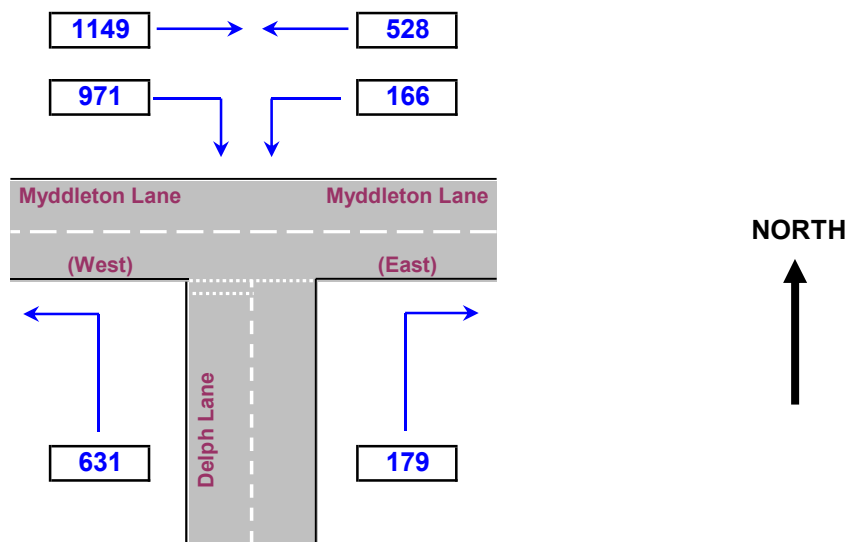 1149 528
971 166
Myddleton Lane Myddleton Lane
NORTH
(West) (East)
Delph Lane
631 179